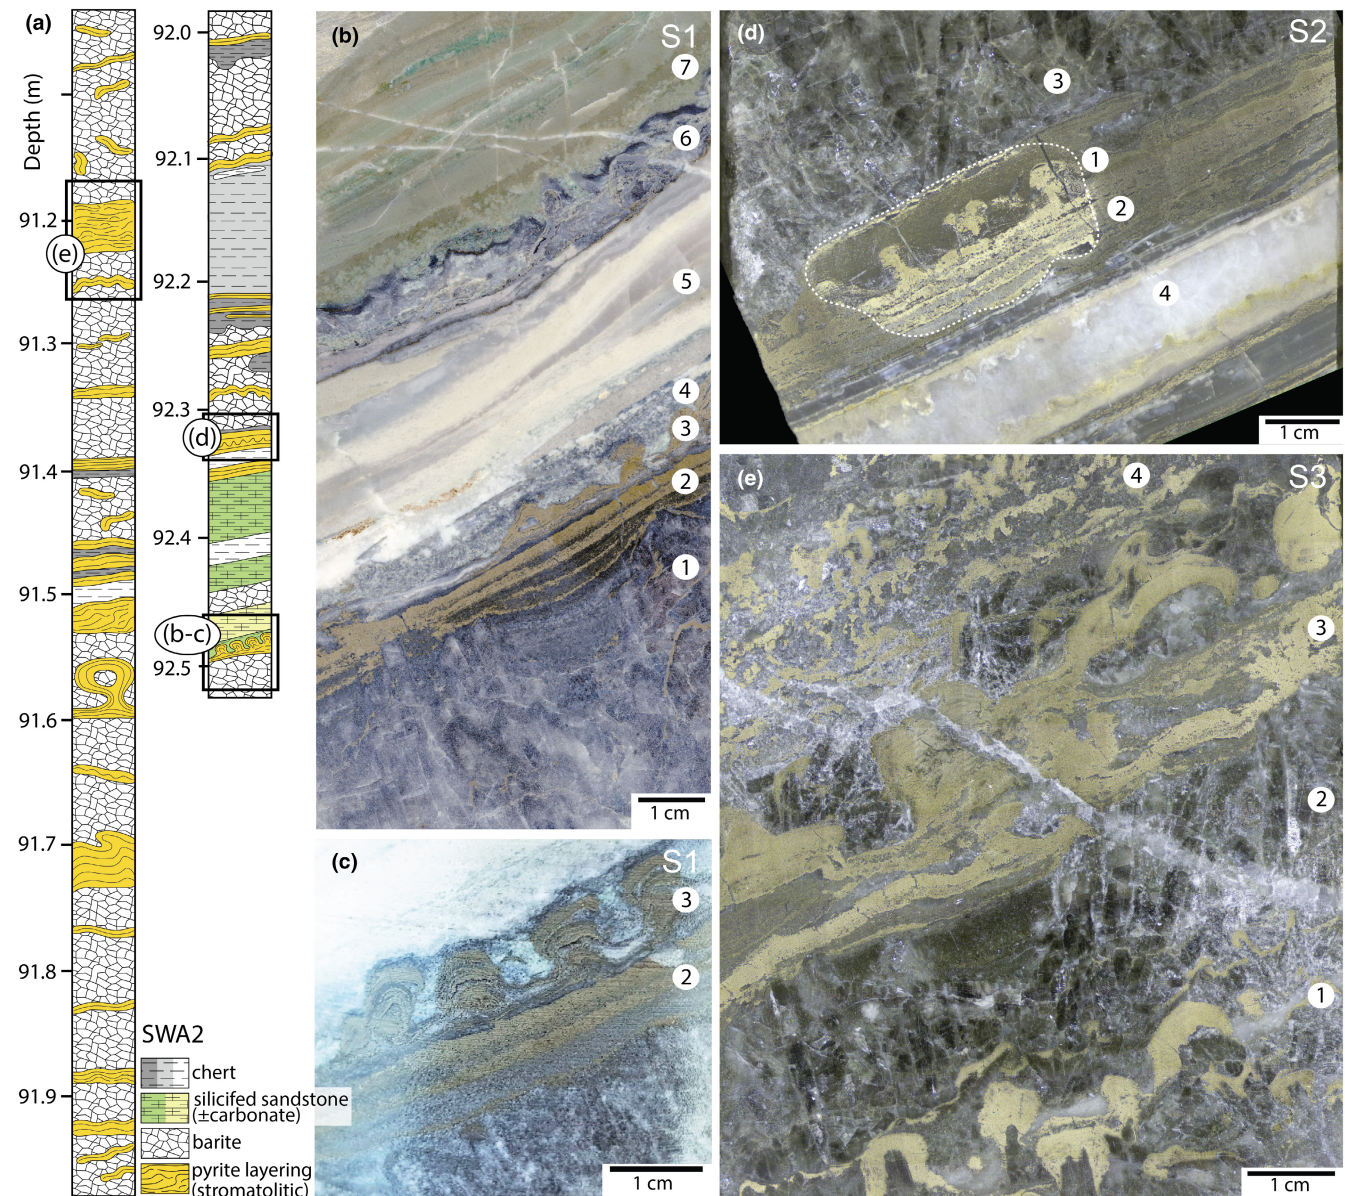 (a)
Depth (m)
91.2
91.3
91.4
91.5
91.6
91.7
91.8
91.9
(e)
92.0
92.1
92.2
92.3
92.4
92.5
(d)
(b-c)
SWA2
chert
silicifed sandstone
(±carbonate)
barite
pyrite layering
(stromatolitic)
(b)
S1
7
6
5
4
3
2
1
1 cm
(c)
S1
3
2
1 cm
(d)
S2
3
1
2
4
1 cm
(e)
S3
4
3
2
1
1 cm